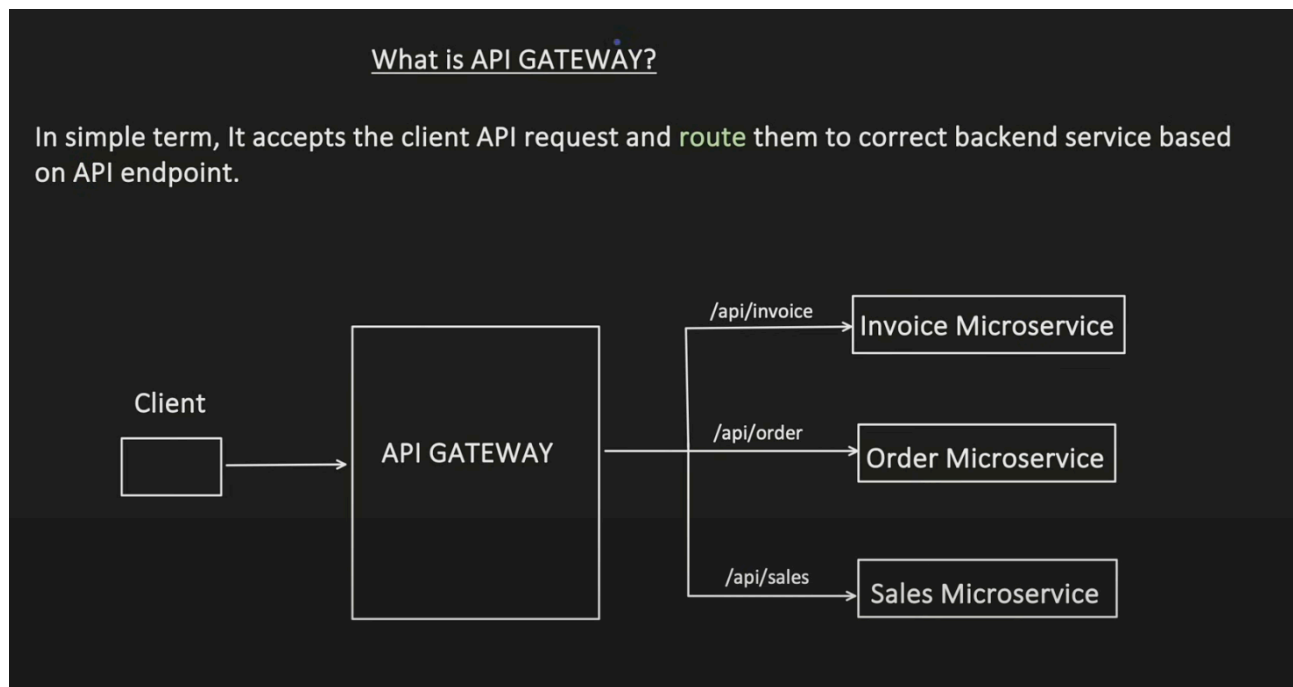 What is API GATEWAY?
In simple term, It accepts the client API request and route them to correct backend service based
on API endpoint.
/api/invoice
Invoice Microservice
Client
/api/order
API GATEWAY
Order Microservice
/api/sales
Sales Microservice